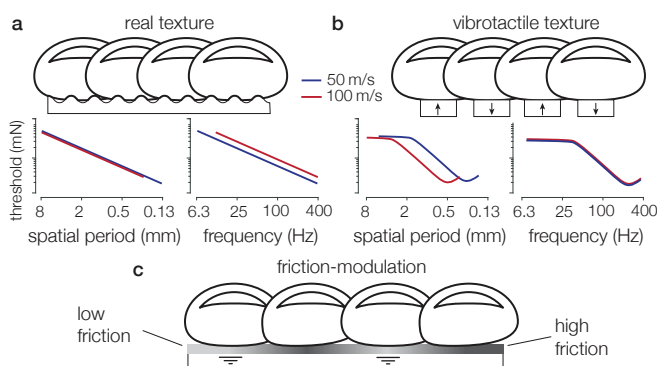 a real texture
b vibrotactile texture
50 m/s
100 m/s
threshold (mN)
8 2 0.5 0.13
spatial period (mm)
6.3 25 100 400
frequency (Hz)
8 2 0.5 0.13
spatial period (mm)
6.3 25 100 400
frequency (Hz)
c friction-modulation
low
friction
high
friction